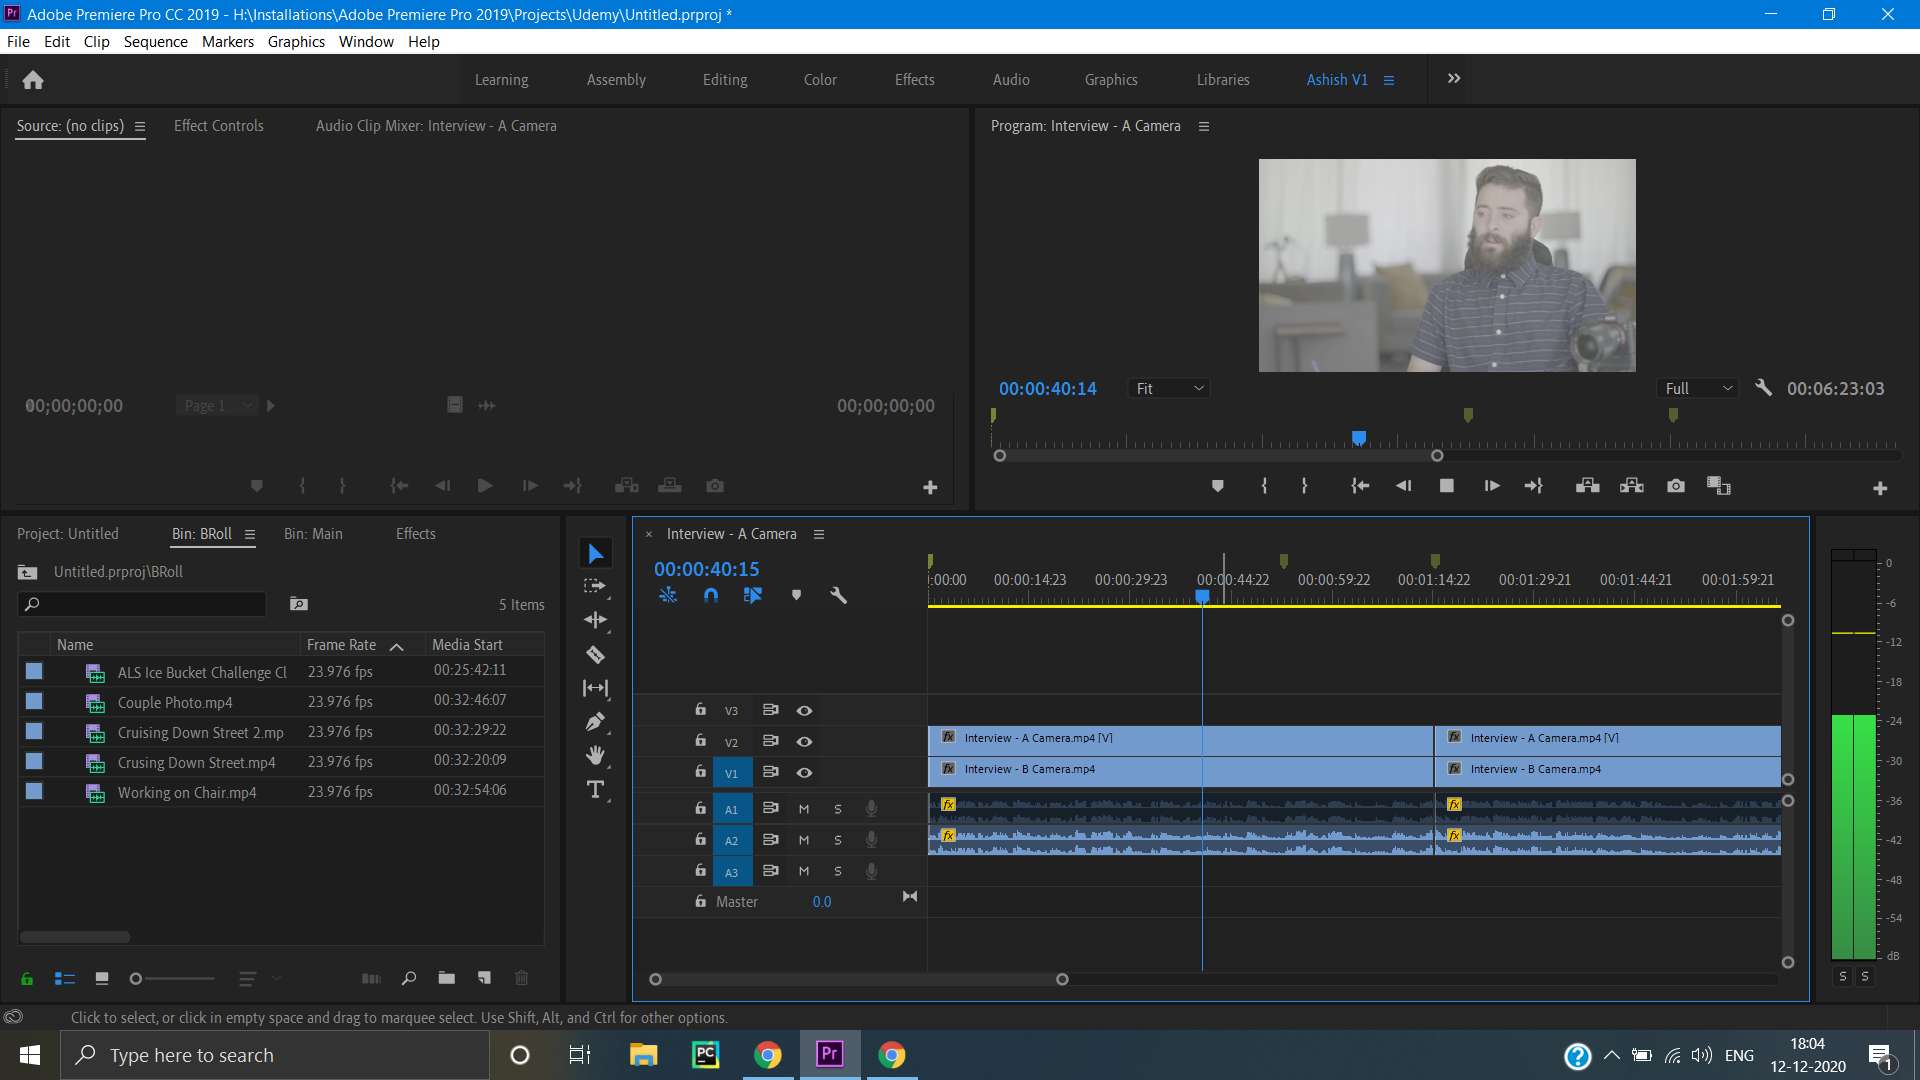 Pr Adobe Premiere Pro CC 2019 - H:\Installations\Adobe Premiere Pro 2019\Projects\Udemy\Untitled.prproj *
File Edit Clip Sequence Markers Graphics Window Help
Learning Assembly Editing Color Effects Audio Graphics Libraries Ashish V1
Source: (no clips) Effect Controls Audio Clip Mixer: Interview - A Camera
Program: Interview - A Camera
00:00:40:14 Fit Full 00:06:23:03
00;00;00;00 Page 1 00;00;00;00
Project: Untitled Bin: BRoll Bin: Main Effects
Untitled.prproj\BRoll
5 Items
Name Frame Rate Media Start
ALS Ice Bucket Challenge Cl 23.976 fps 00:25:42:11
Couple Photo.mp4 23.976 fps 00:32:46:07
Cruising Down Street 2.mp 23.976 fps 00:32:29:22
Crusing Down Street.mp4 23.976 fps 00:32:20:09
Working on Chair.mp4 23.976 fps 00:32:54:06
× Interview - A Camera
00:00:40:15
:00:00 00:00:14:23 00:00:29:23 00:00:44:22 00:00:59:22 00:01:14:22 00:01:29:21 00:01:44:21 00:01:59:21
V3
V2 fx Interview - A Camera.mp4 [V] fx Interview - A Camera.mp4 [V]
V1 fx Interview - B Camera.mp4 fx Interview - B Camera.mp4
A1 M S fx fx
A2 M S fx fx
A3 M S
Master 0.0
0
-6
-12
-18
-24
-30
-36
-42
-48
-54
dB
S S
Click to select, or click in empty space and drag to marquee select. Use Shift, Alt, and Ctrl for other options.
Type here to search
PC
Pr
ENG
18:04
12-12-2020
1